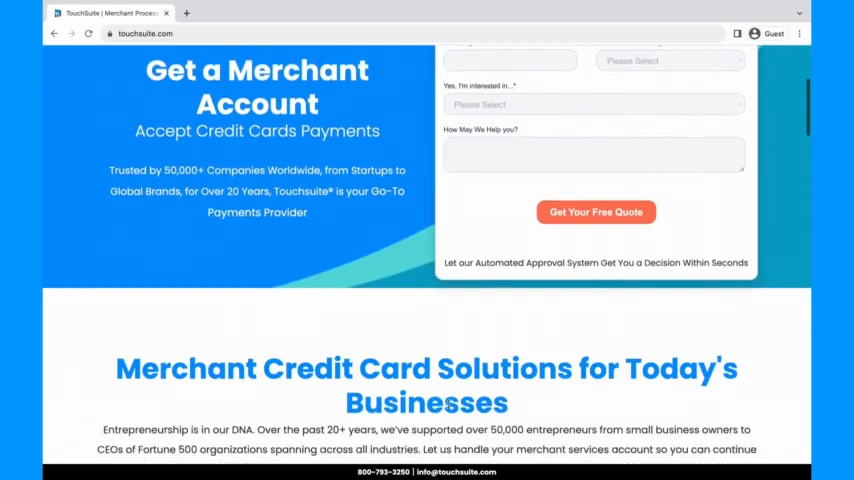 TouchSuite | Merchant Process
touchsuite.com
Guest
Get a Merchant
Account
Accept Credit Cards Payments
Trusted by 50,000+ Companies Worldwide, from Startups to
Global Brands, for Over 20 Years, Touchsuite® is your Go-To
Payments Provider
Please Select
Yes, I'm interested in...*
Please Select
How May We Help you?
Get Your Free Quote
Let our Automated Approval System Get You a Decision Within Seconds
Merchant Credit Card Solutions for Today's
Businesses
Entrepreneurship is in our DNA. Over the past 20+ years, we've supported over 50,000 entrepreneurs from small business owners to
CEOs of Fortune 500 organizations spanning across all industries. Let us handle your merchant services account so you can continue
800-793-3250 | info@touchsuite.com